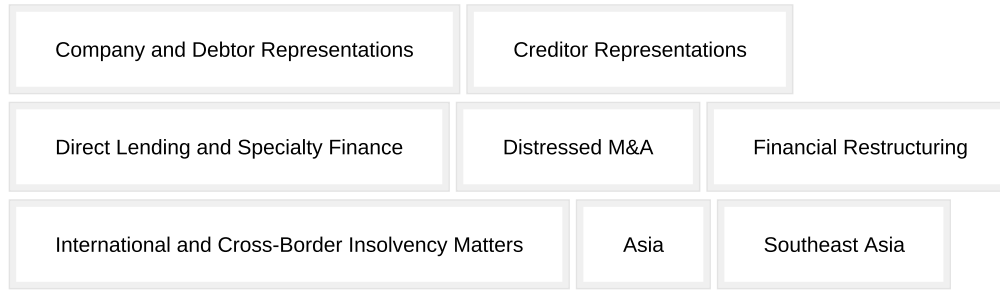 Company and Debtor Representations Creditor Representations
Direct Lending and Specialty Finance Distressed M&A Financial Restructuring
International and Cross-Border Insolvency Matters Asia Southeast Asia